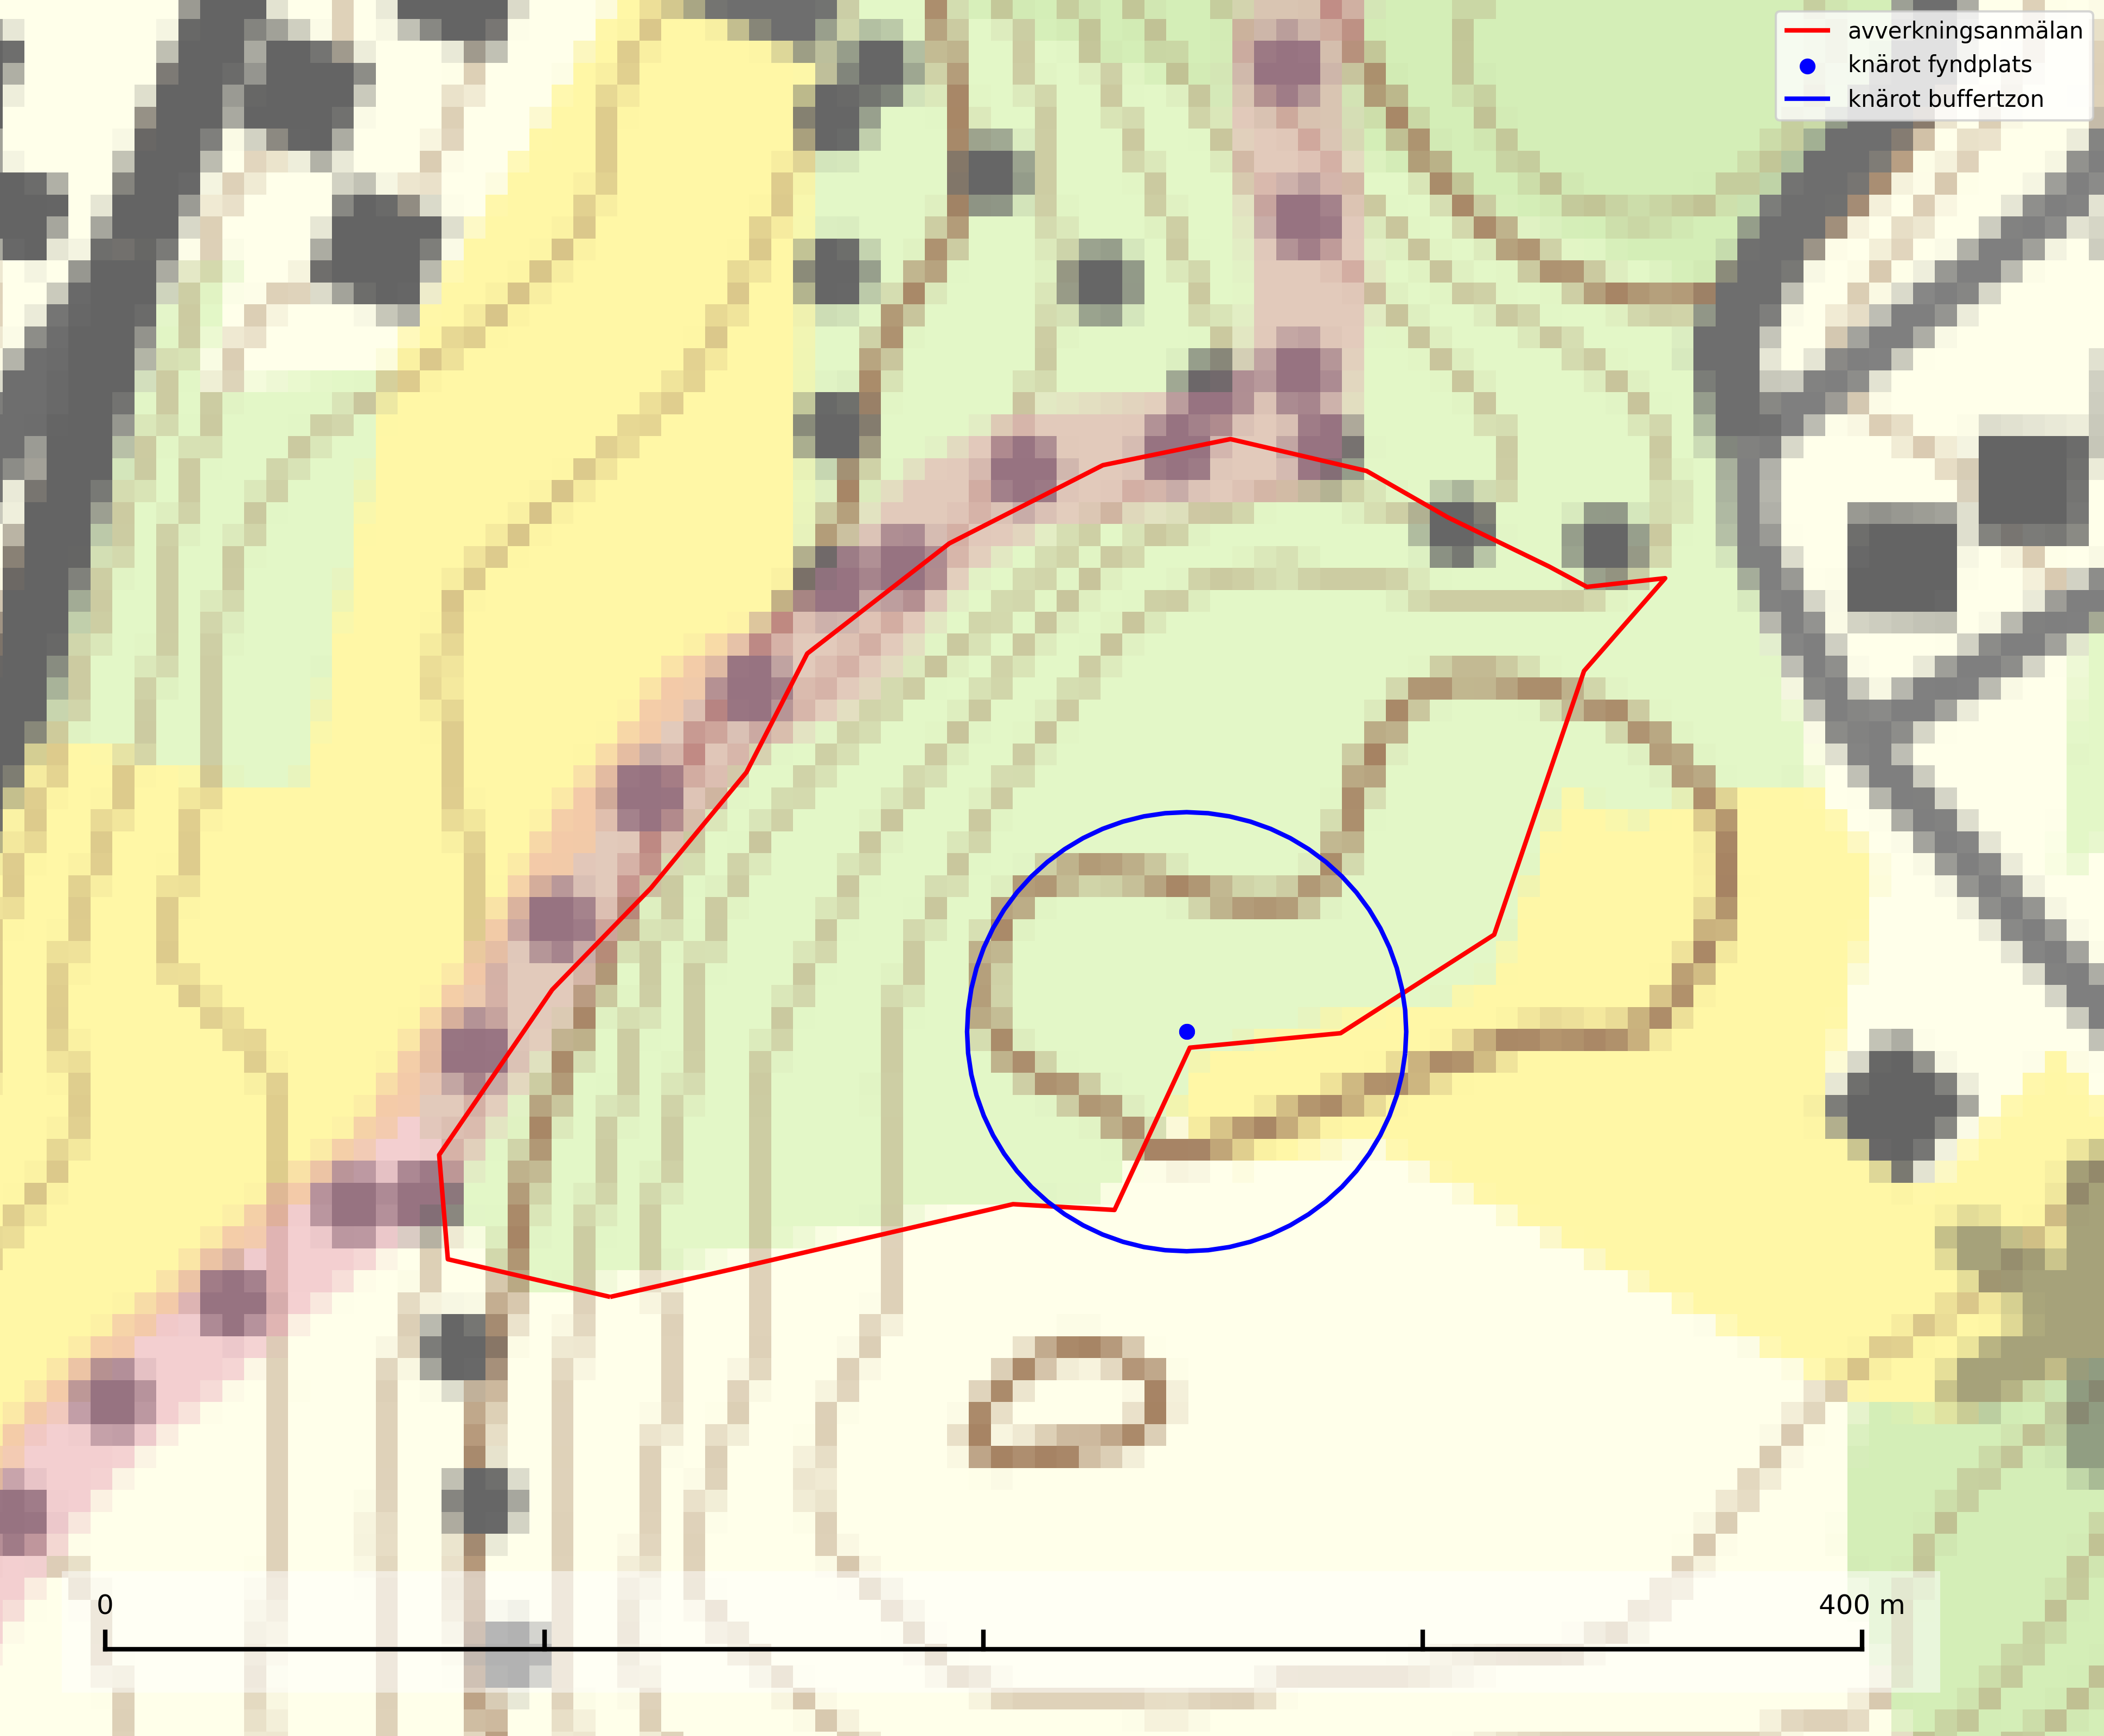 avverkningsanmälan
knärot fyndplats
knärot buffertzon
0
400 m